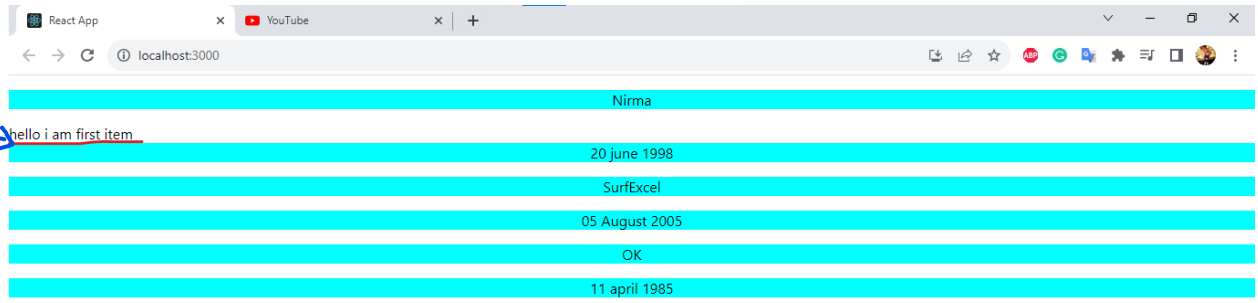 React App
YouTube
localhost:3000
ABP
G
Nirma
hello i am first item
20 june 1998
SurfExcel
05 August 2005
OK
11 april 1985